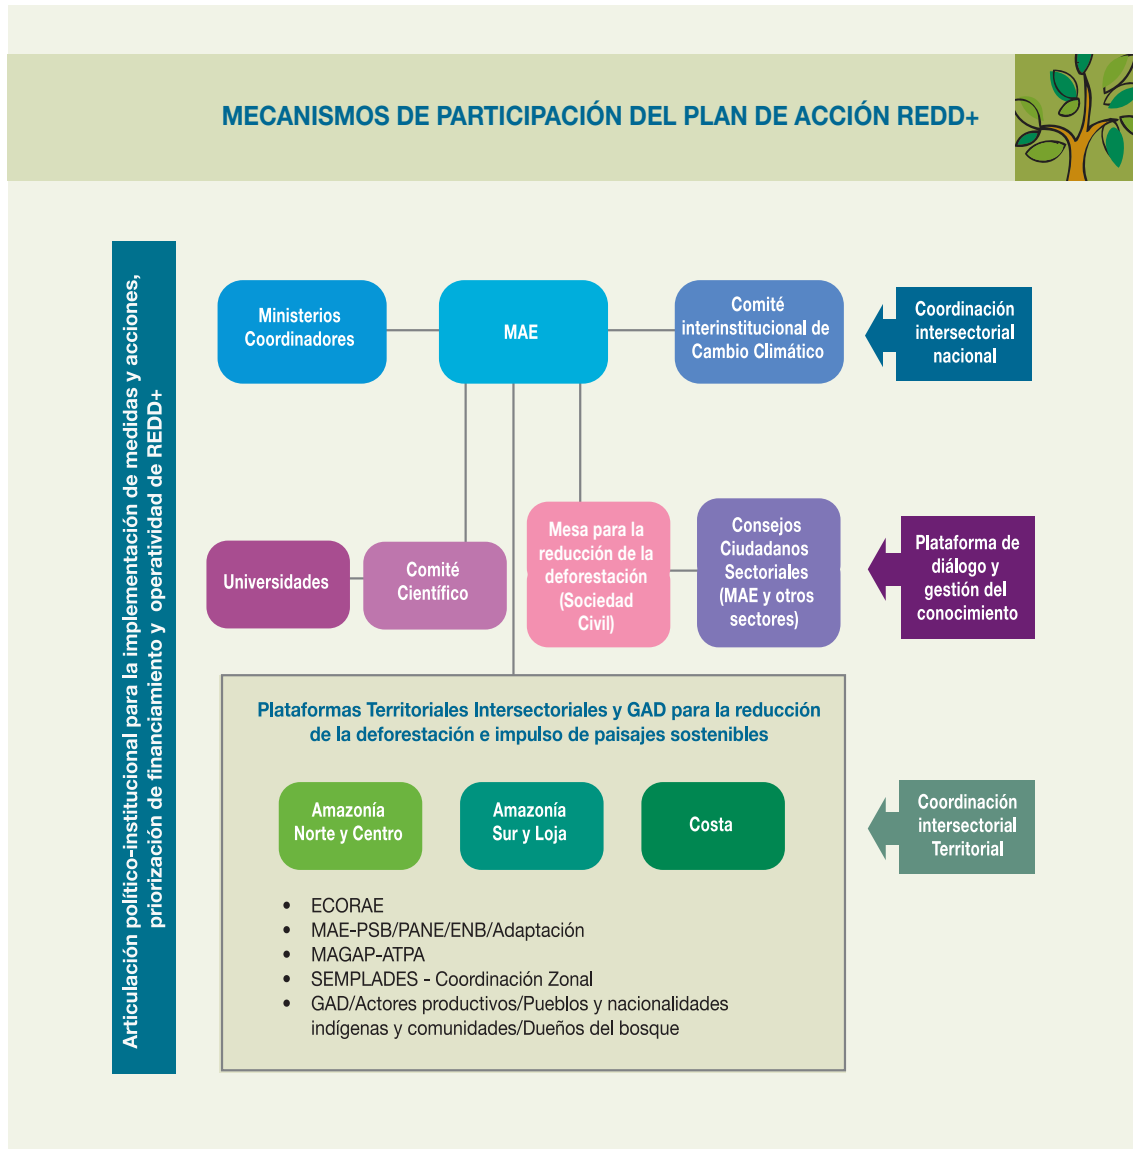 MECANISMOS DE PARTICIPACIÓN DEL PLAN DE ACCIÓN REDD+
Articulación político-institucional para la implementación de medidas y acciones,
priorización de financiamiento y operatividad de REDD+
Ministerios
Coordinadores
MAE
Comité
interinstitucional de
Cambio Climático
Coordinación
intersectorial
nacional
Universidades
Comité
Científico
Mesa para la
reducción de la
deforestación
(Sociedad
Civil)
Consejos
Ciudadanos
Sectoriales
(MAE y otros
sectores)
Plataforma de
diálogo y
gestión del
conocimiento
Plataformas Territoriales Intersectoriales y GAD para la reducción
de la deforestación e impulso de paisajes sostenibles
Amazonía
Norte y Centro
Amazonía
Sur y Loja
Costa
Coordinación
intersectorial
Territorial
• ECORAE
• MAE-PSB/PANE/ENB/Adaptación
• MAGAP-ATPA
• SEMPLADES - Coordinación Zonal
• GAD/Actores productivos/Pueblos y nacionalidades
indígenas y comunidades/Dueños del bosque